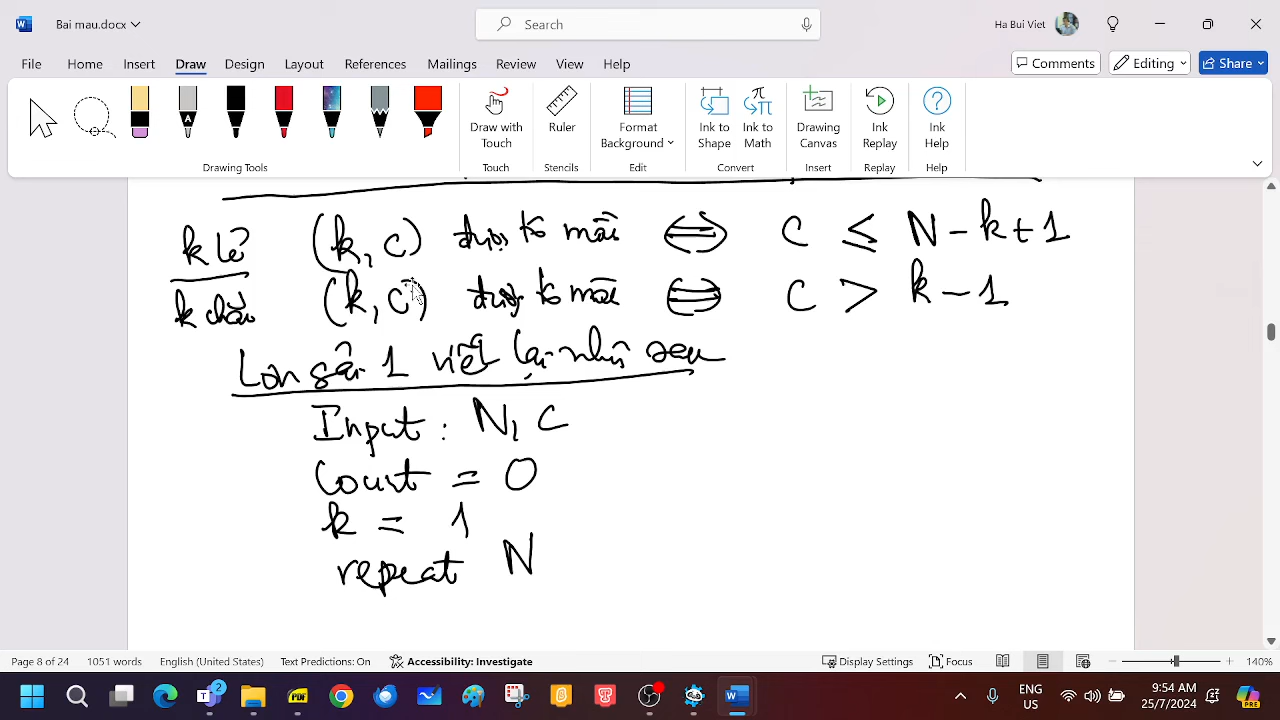 Bai mau.docx
Search
Ha Bui Viet
File Home Insert Draw Design Layout References Mailings Review View Help
Comments Editing Share
Draw with Touch
Ruler
Format Background
Ink to Shape
Ink to Math
Drawing Canvas
Ink Replay
Ink Help
Drawing Tools Touch Stencils Edit Convert Insert Replay Help
k lẻ (k, c) được tô màu ⇔ c ≤ N - k + 1
k chẵn (k, c) được tô màu ⇔ c > k - 1
Lần 1 viết lại như sau
Input: N, c
Count = 0
k = 1
repeat N
Page 8 of 24 1051 words English (United States) Text Predictions: On Accessibility: Investigate Display Settings Focus 140%
ENG US
9:54 AM
25/7/2024
2
PRE